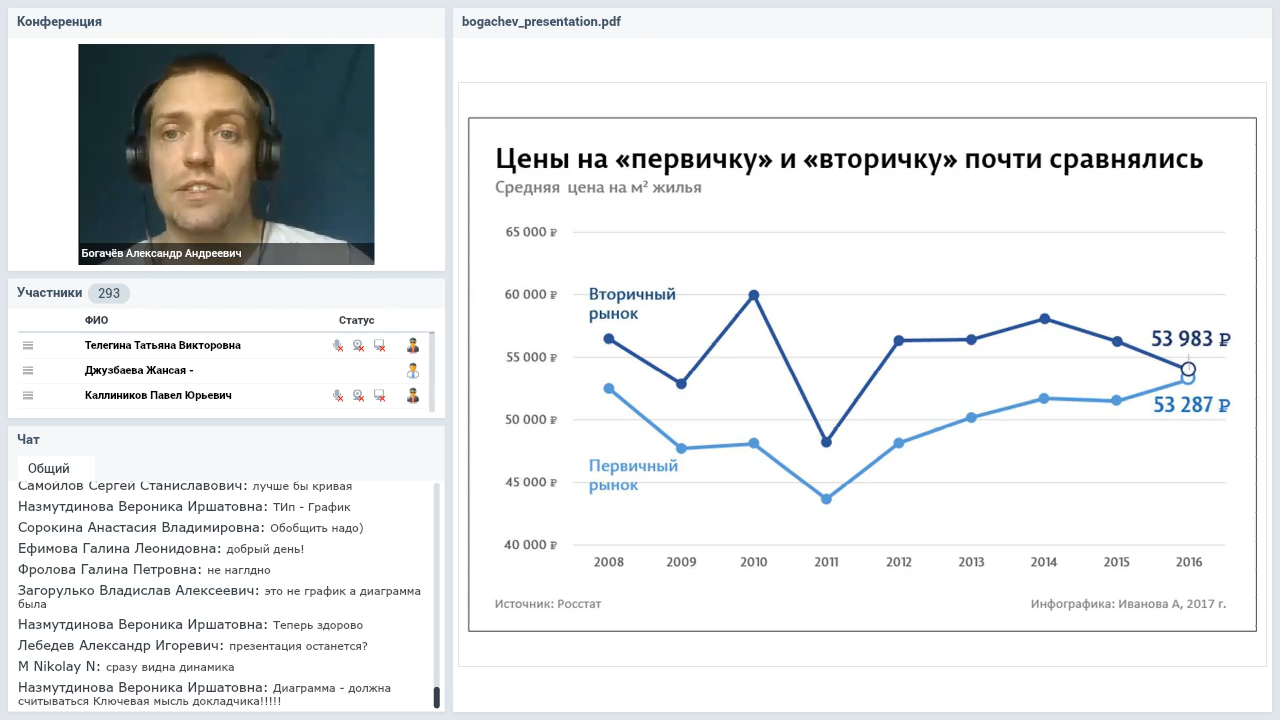 Конференция
Богачёв Александр Андреевич
Участники 293
ФИО Статус
Телегина Татьяна Викторовна
Джузбаева Жансая -
Каллиников Павел Юрьевич
Чат
Общий
Самойлов Сергей Станиславович: лучше бы кривая
Назмутдинова Вероника Иршатовна: ТИп - График
Сорокина Анастасия Владимировна: Обобщить надо)
Ефимова Галина Леонидовна: добрый день!
Фролова Галина Петровна: не наглдно
Загорулько Владислав Алексеевич: это не график а диаграмма
была
Назмутдинова Вероника Иршатовна: Теперь здорово
Лебедев Александр Игоревич: презентация останется?
M Nikolay N: сразу видна динамика
Назмутдинова Вероника Иршатовна: Диаграмма - должна
считываться Ключевая мысль докладчика!!!!!
bogachev_presentation.pdf
Цены на «первичку» и «вторичку» почти сравнялись
Средняя цена на м² жилья
65 000 ₽
60 000 ₽
55 000 ₽
50 000 ₽
45 000 ₽
40 000 ₽
Вторичный
рынок
53 983 ₽
53 287 ₽
Первичный
рынок
2008 2009 2010 2011 2012 2013 2014 2015 2016
Источник: Росстат
Инфографика: Иванова А, 2017 г.